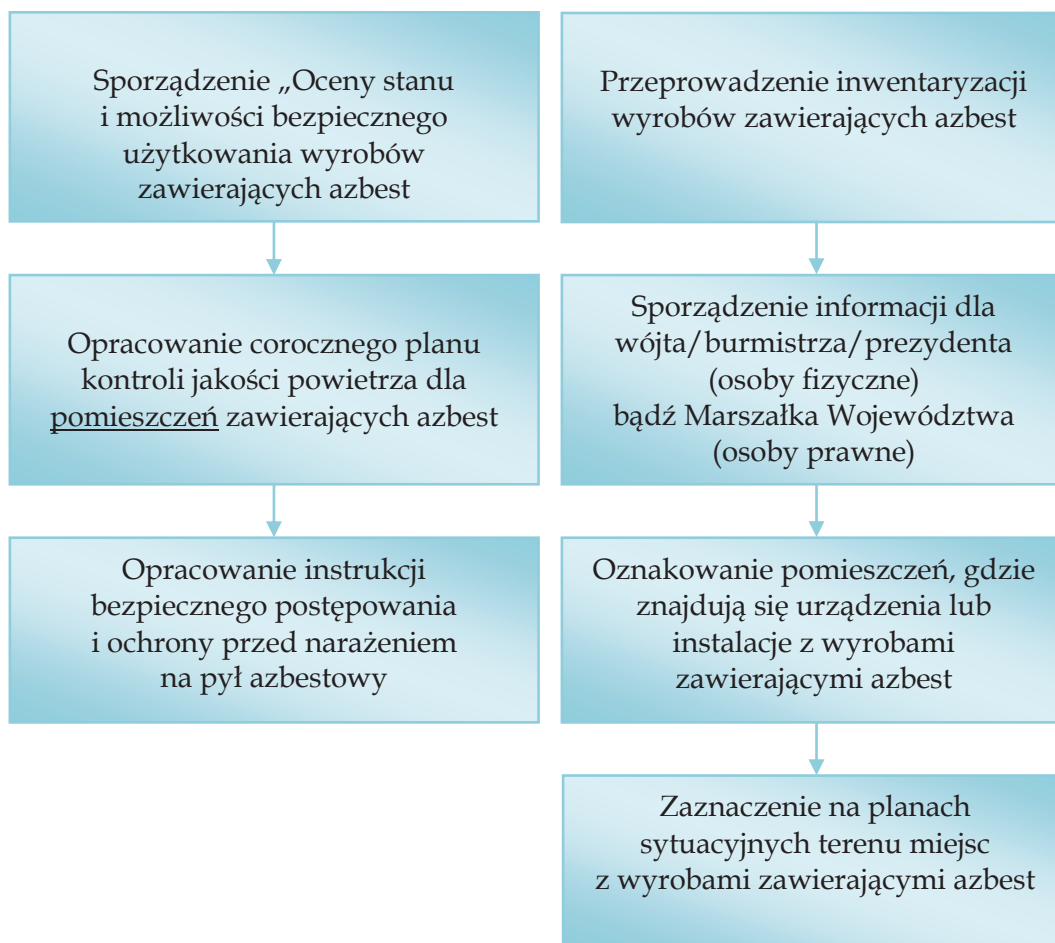 Sporządzenie „Oceny stanu
i możliwości bezpiecznego
użytkowania wyrobów
zawierających azbest
Opracowanie corocznego planu
kontroli jakości powietrza dla
pomieszczeń zawierających azbest
Opracowanie instrukcji
bezpiecznego postępowania
i ochrony przed narażeniem
na pył azbestowy
Przeprowadzenie inwentaryzacji
wyrobów zawierających azbest
Sporządzenie informacji dla
wójta/burmistrza/prezydenta
(osoby fizyczne)
bądź Marszałka Województwa
(osoby prawne)
Oznakowanie pomieszczeń, gdzie
znajdują się urządzenia lub
instalacje z wyrobami
zawierającymi azbest
Zaznaczenie na planach
sytuacyjnych terenu miejsc
z wyrobami zawierającymi azbest